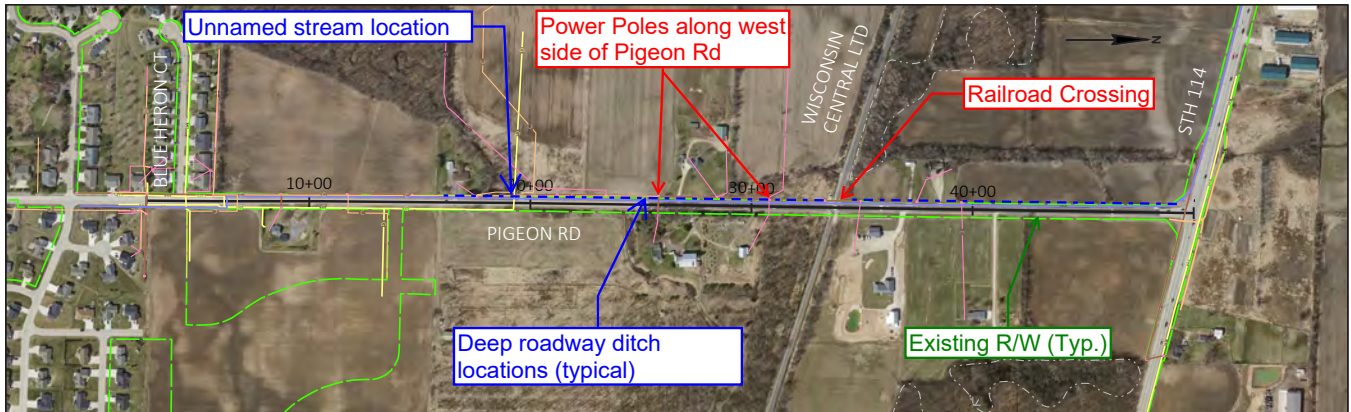 Unnamed stream location
Power Poles along west
side of Pigeon Rd
WISCONSIN
CENTRAL LTD
N
Railroad Crossing
STH 114
BLUE HERON CT
10+00
30+00
40+00
PIGEON RD
Deep roadway ditch
locations (typical)
Existing R/W (Typ.)